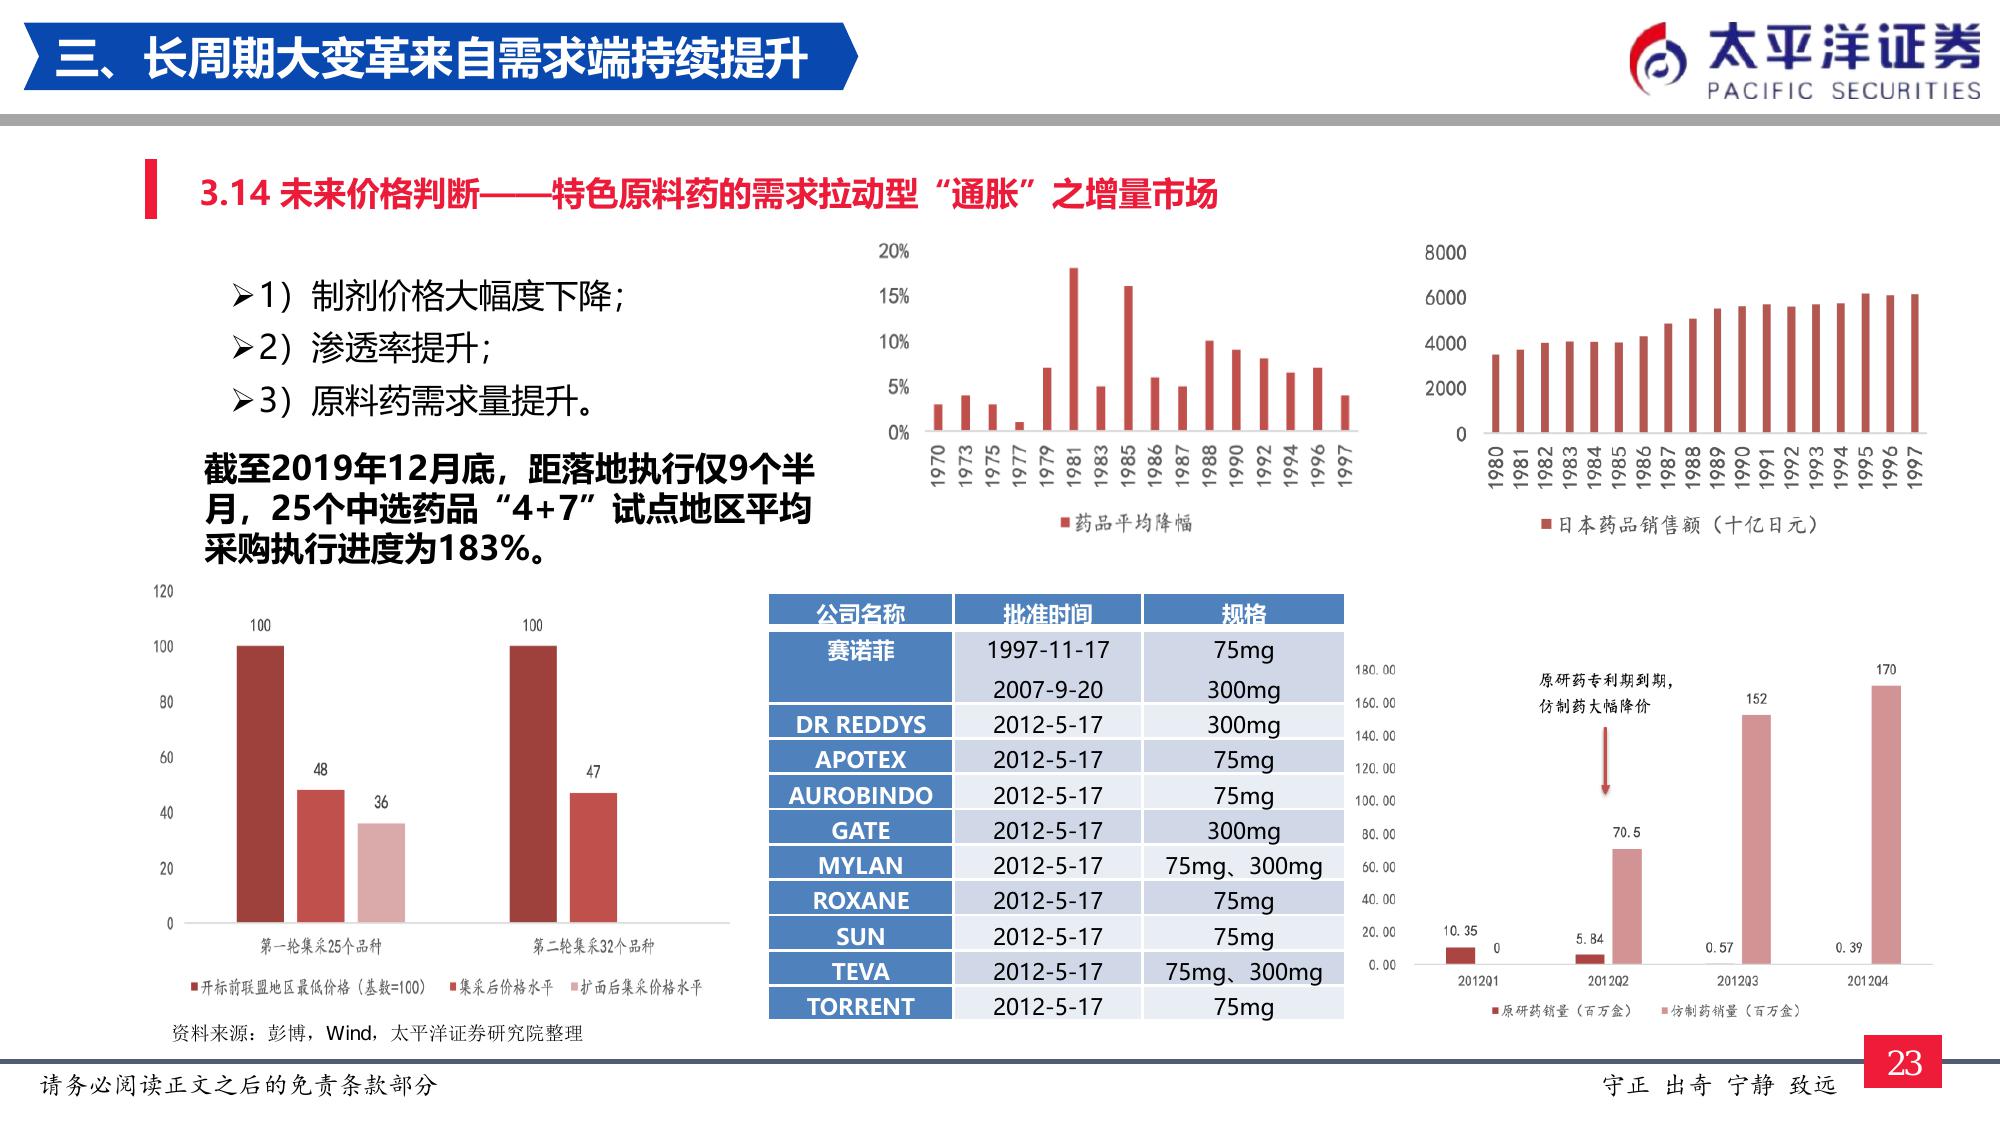 三、长周期大变革来自需求端持续提升
太平洋证券
PACIFIC SECURITIES
3.14 未来价格判断——特色原料药的需求拉动型“通胀”之增量市场
➢1）制剂价格大幅度下降；
➢2）渗透率提升；
➢3）原料药需求量提升。
截至2019年12月底，距落地执行仅9个半
月，25个中选药品“4+7”试点地区平均
采购执行进度为183%。
20%
15%
10%
5%
0%
1970 1973 1975 1977 1979 1981 1983 1985 1986 1987 1988 1990 1992 1994 1996 1997
■药品平均降幅
8000
6000
4000
2000
0
1980 1981 1982 1983 1984 1985 1986 1987 1988 1989 1990 1991 1992 1993 1994 1995 1996 1997
■日本药品销售额（十亿日元）
120
100
80
60
40
20
0
100 48 36 100 47
第一轮集采25个品种 第二轮集采32个品种
■开标前联盟地区最低价格（基数=100） ■集采后价格水平 ■扩面后集采价格水平
公司名称 批准时间 规格
赛诺菲 1997-11-17 75mg
2007-9-20 300mg
DR REDDYS 2012-5-17 300mg
APOTEX 2012-5-17 75mg
AUROBINDO 2012-5-17 75mg
GATE 2012-5-17 300mg
MYLAN 2012-5-17 75mg、300mg
ROXANE 2012-5-17 75mg
SUN 2012-5-17 75mg
TEVA 2012-5-17 75mg、300mg
TORRENT 2012-5-17 75mg
180.00
160.00
140.00
120.00
100.00
80.00
60.00
40.00
20.00
0.00
原研药专利期到期，
仿制药大幅降价
10.35 0 5.84 70.5 0.57 152 0.39 170
2012Q1 2012Q2 2012Q3 2012Q4
■原研药销量（百万盒） ■仿制药销量（百万盒）
资料来源：彭博，Wind，太平洋证券研究院整理
请务必阅读正文之后的免责条款部分
守正 出奇 宁静 致远
23